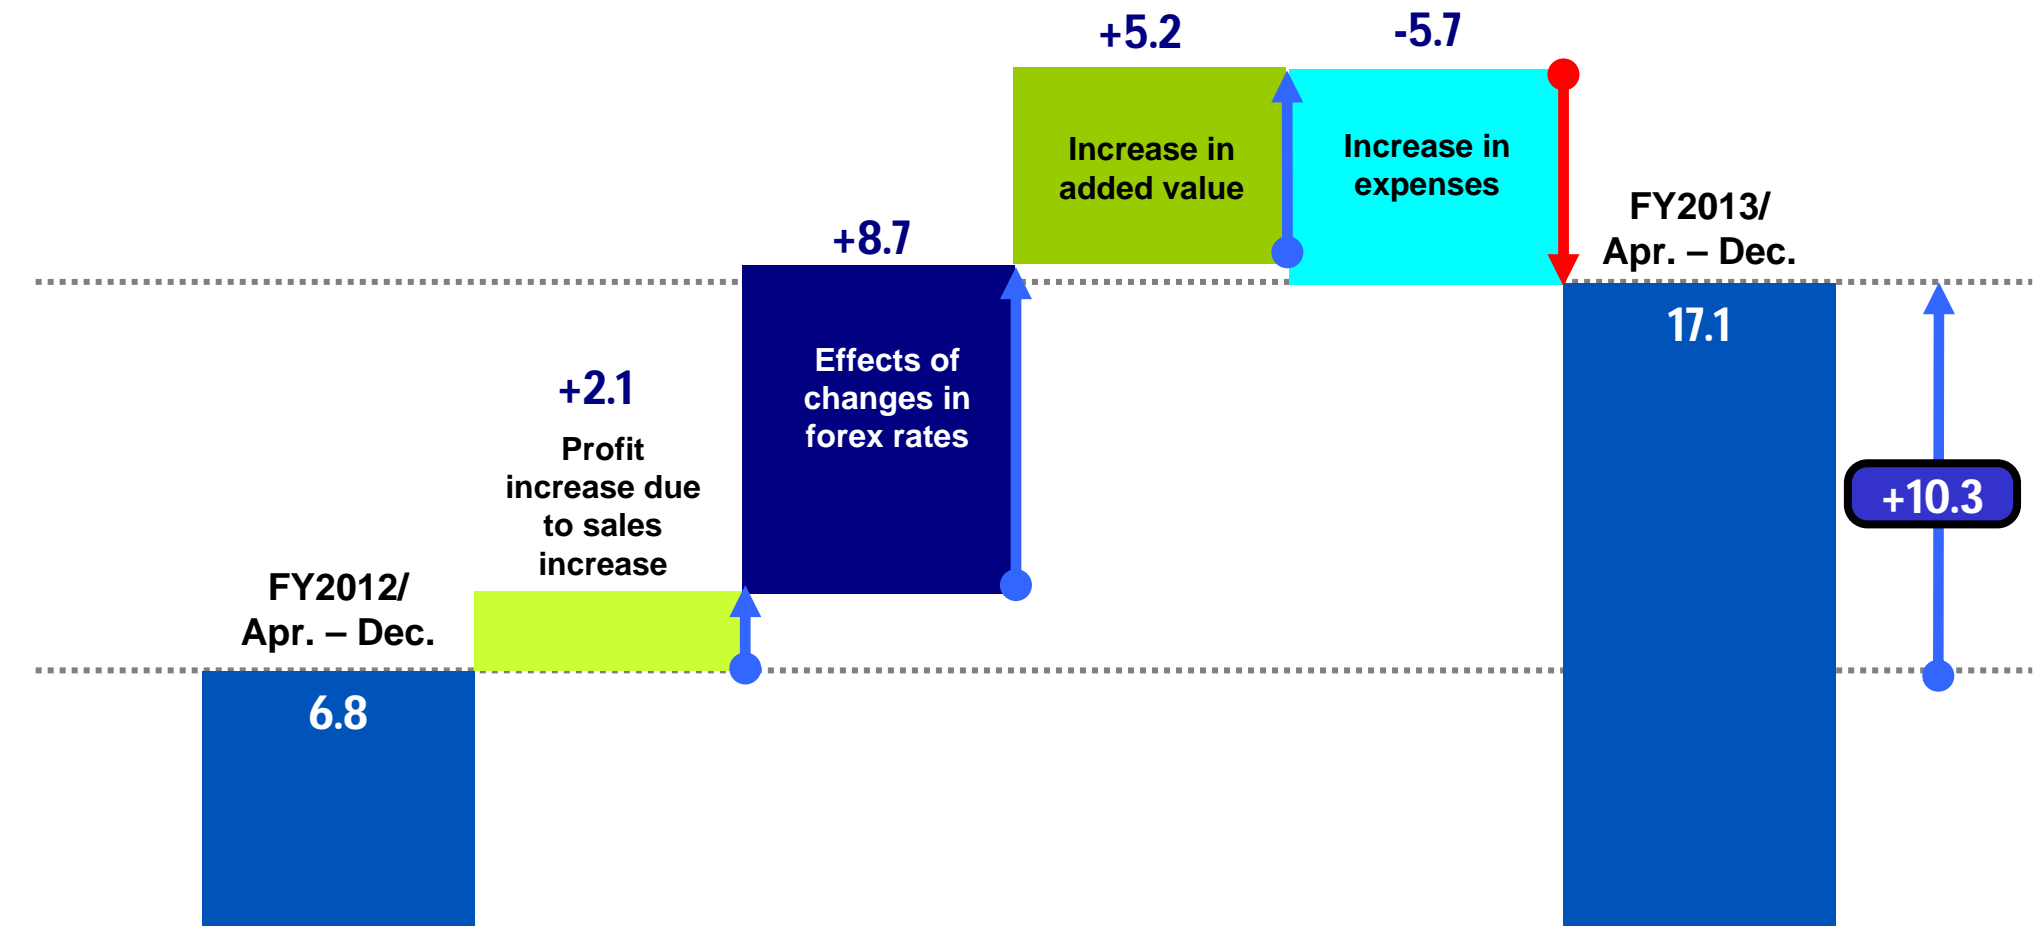 +5.2
-5.7
Increase in
added value
Increase in
expenses
FY2013/
Apr. – Dec.
+8.7
17.1
Effects of
changes in
forex rates
+2.1
Profit
increase due
to sales
increase
+10.3
FY2012/
Apr. – Dec.
6.8